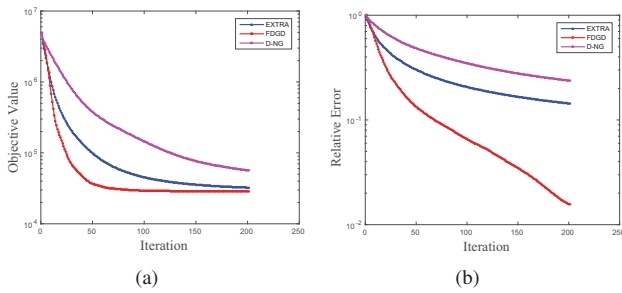 10^7
10^6
10^5
10^4
Objective Value
EXTRA
FDGD
D-NG
0 50 100 150 200 250
Iteration
(a)
10^0
10^-1
10^-2
Relative Error
EXTRA
FDGD
D-NG
0 50 100 150 200 250
Iteration
(b)